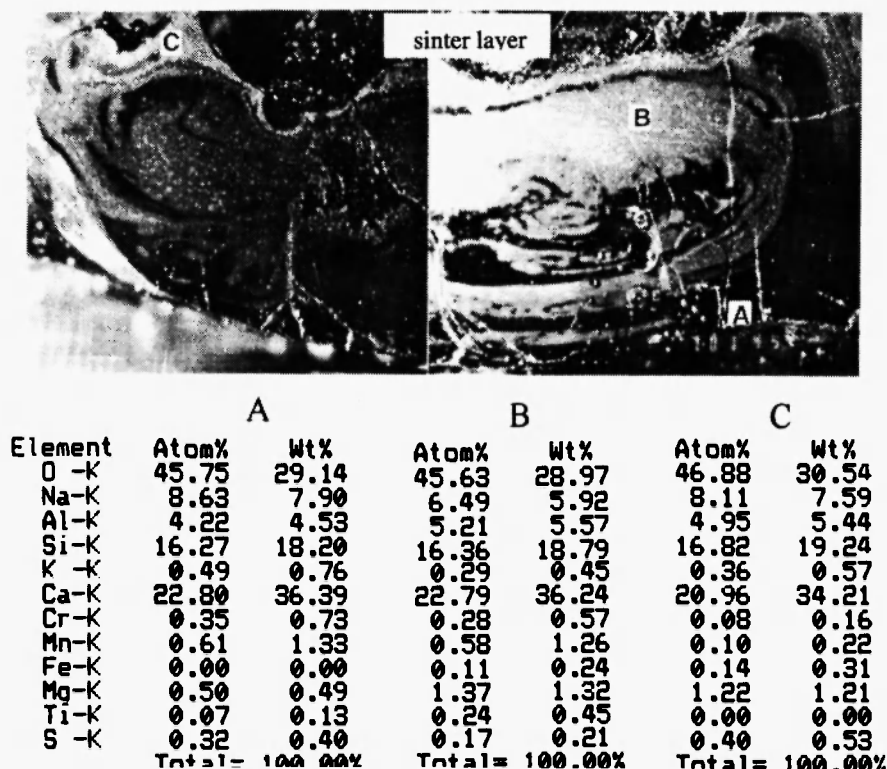 C
sinter layer
B
A
A B C
Element Atom% Wt% Atom% Wt% Atom% Wt%
O -K 45.75 29.14 45.63 28.97 46.88 30.54
Na-K 8.63 7.90 6.49 5.92 8.11 7.59
Al-K 4.22 4.53 5.21 5.57 4.95 5.44
Si-K 16.27 18.20 16.36 18.79 16.82 19.24
K -K 0.49 0.76 0.29 0.45 0.36 0.57
Ca-K 22.80 36.39 22.79 36.24 20.96 34.21
Cr-K 0.35 0.73 0.28 0.57 0.08 0.16
Mn-K 0.61 1.33 0.58 1.26 0.10 0.22
Fe-K 0.00 0.00 0.11 0.24 0.14 0.31
Mg-K 0.50 0.49 1.37 1.32 1.22 1.21
Ti-K 0.07 0.13 0.24 0.45 0.00 0.00
S -K 0.32 0.40 0.17 0.21 0.40 0.53
Total= 100.00% Total= 100.00% Total= 100.00%